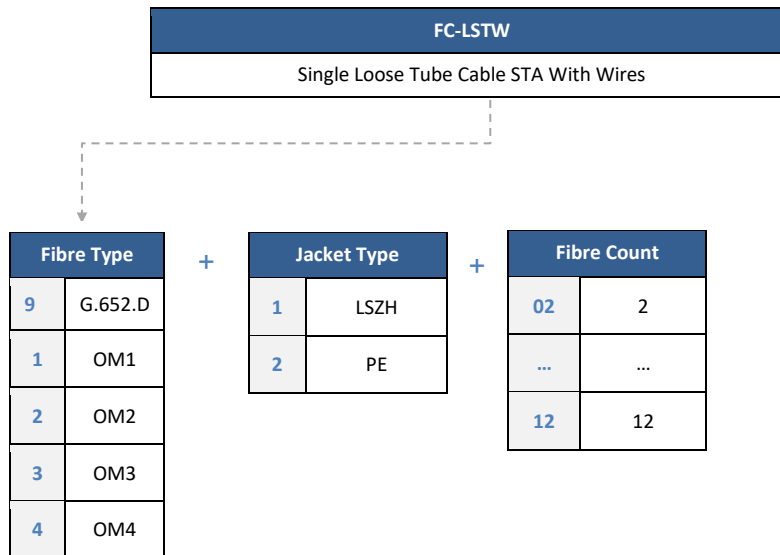 FC-LSTW
Single Loose Tube Cable STA With Wires
Fibre Type
9 G.652.D
1 OM1
2 OM2
3 OM3
4 OM4
+
Jacket Type
1 LSZH
2 PE
+
Fibre Count
02 2
... ...
12 12